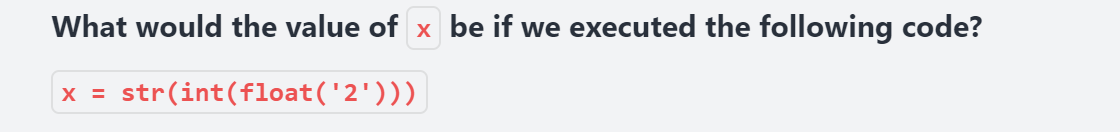 What would the value of x be if we executed the following code?
x = str(int(float('2')))